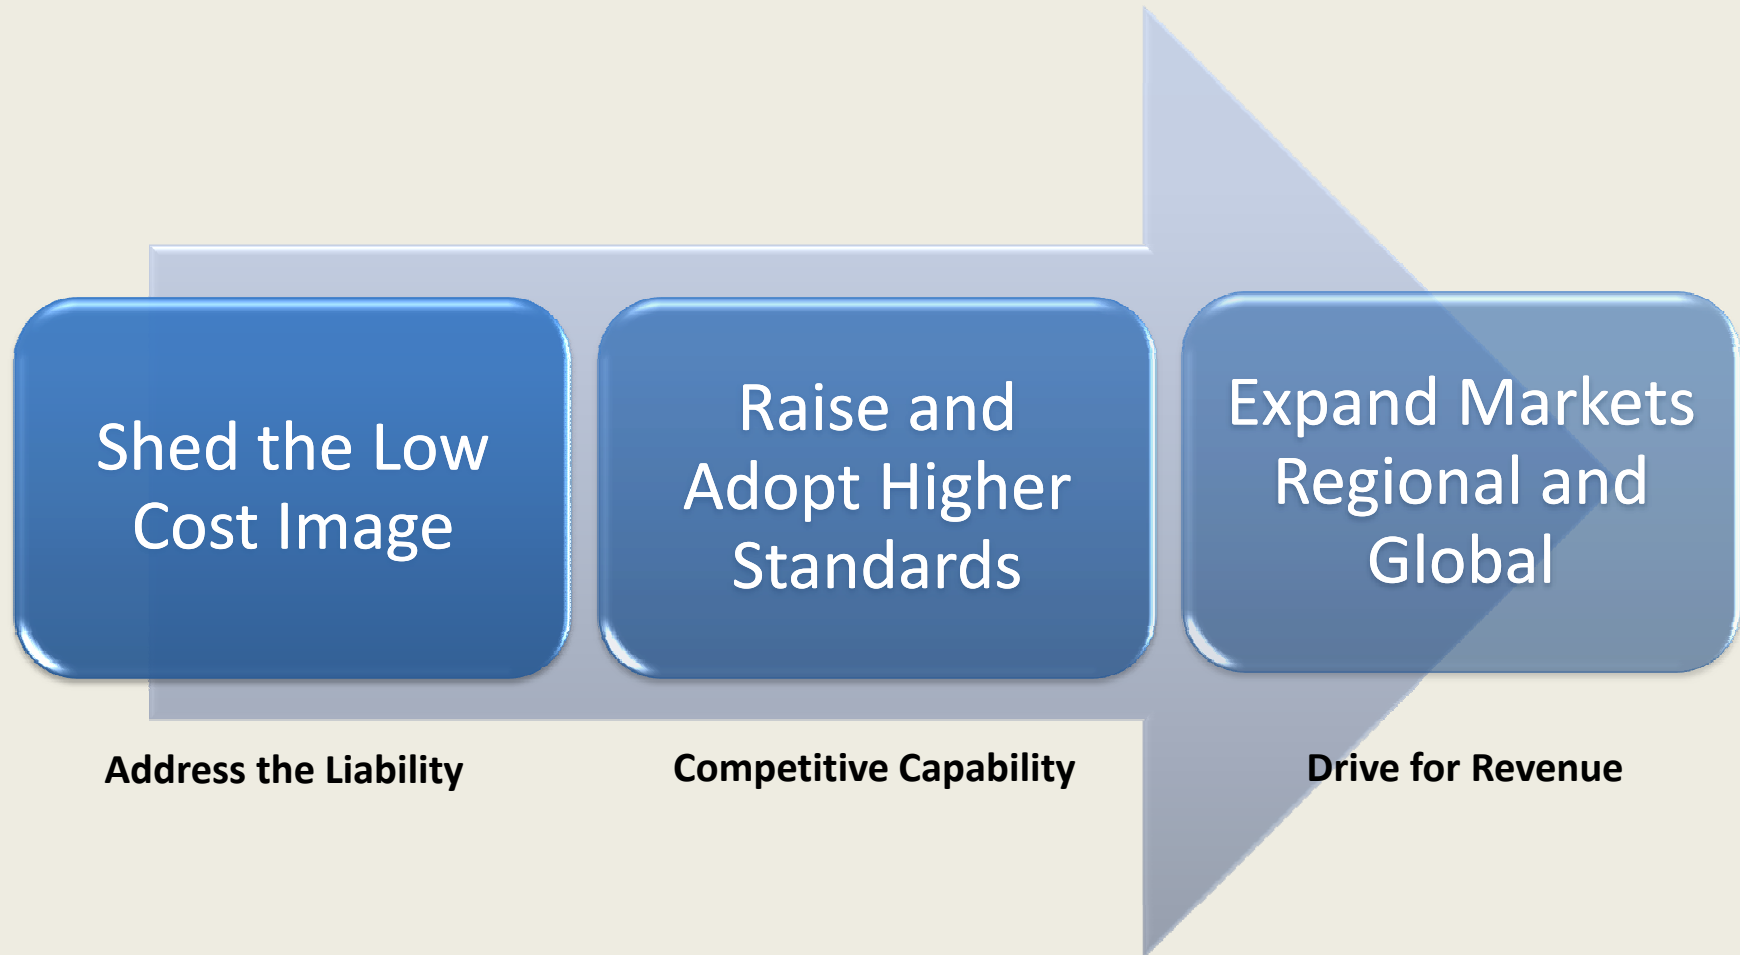 Shed the Low
Cost Image
Raise and
Adopt Higher
Standards
Expand Markets
Regional and
Global
Address the Liability
Competitive Capability
Drive for Revenue